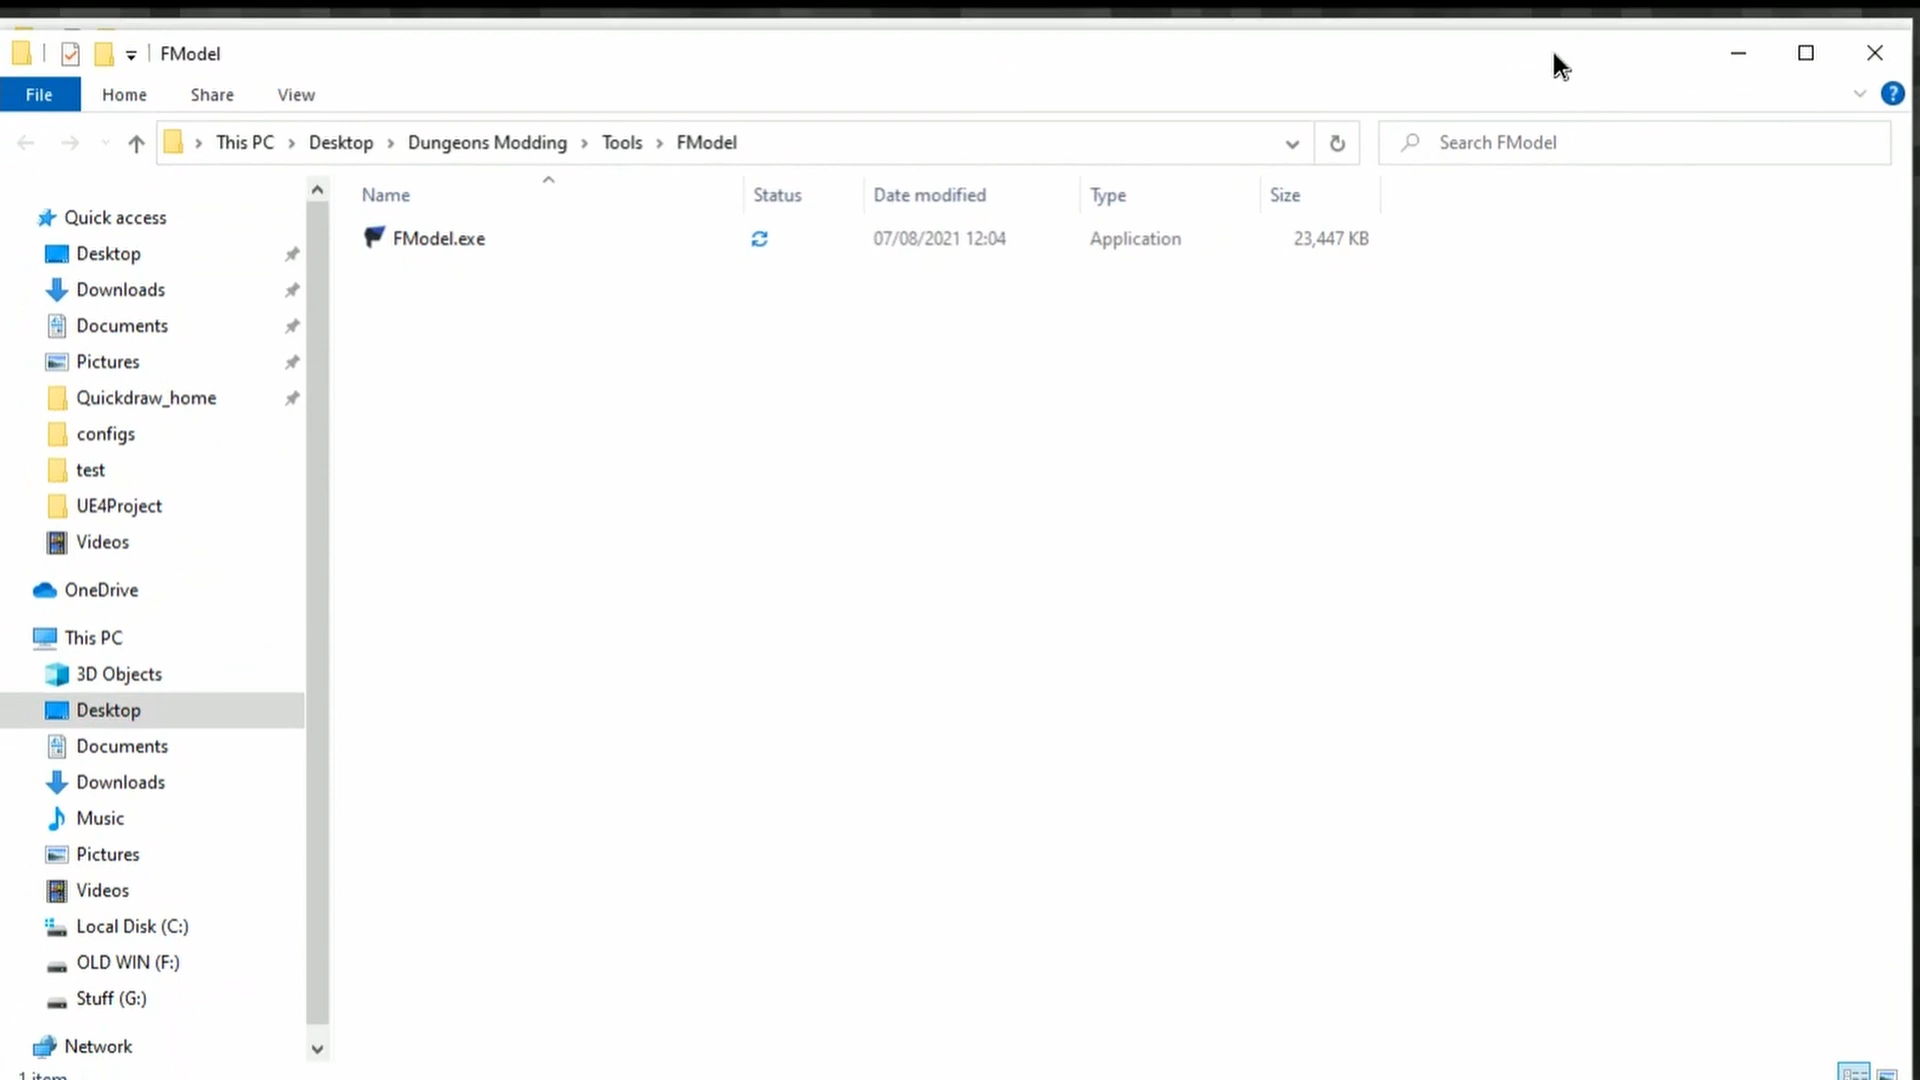 FModel
File Home Share View
This PC > Desktop > Dungeons Modding > Tools > FModel
Search FModel
Name Status Date modified Type Size
FModel.exe 07/08/2021 12:04 Application 23,447 KB
Quick access
Desktop
Downloads
Documents
Pictures
Quickdraw_home
configs
test
UE4Project
Videos
OneDrive
This PC
3D Objects
Desktop
Documents
Downloads
Music
Pictures
Videos
Local Disk (C:)
OLD WIN (F:)
Stuff (G:)
Network
1 item